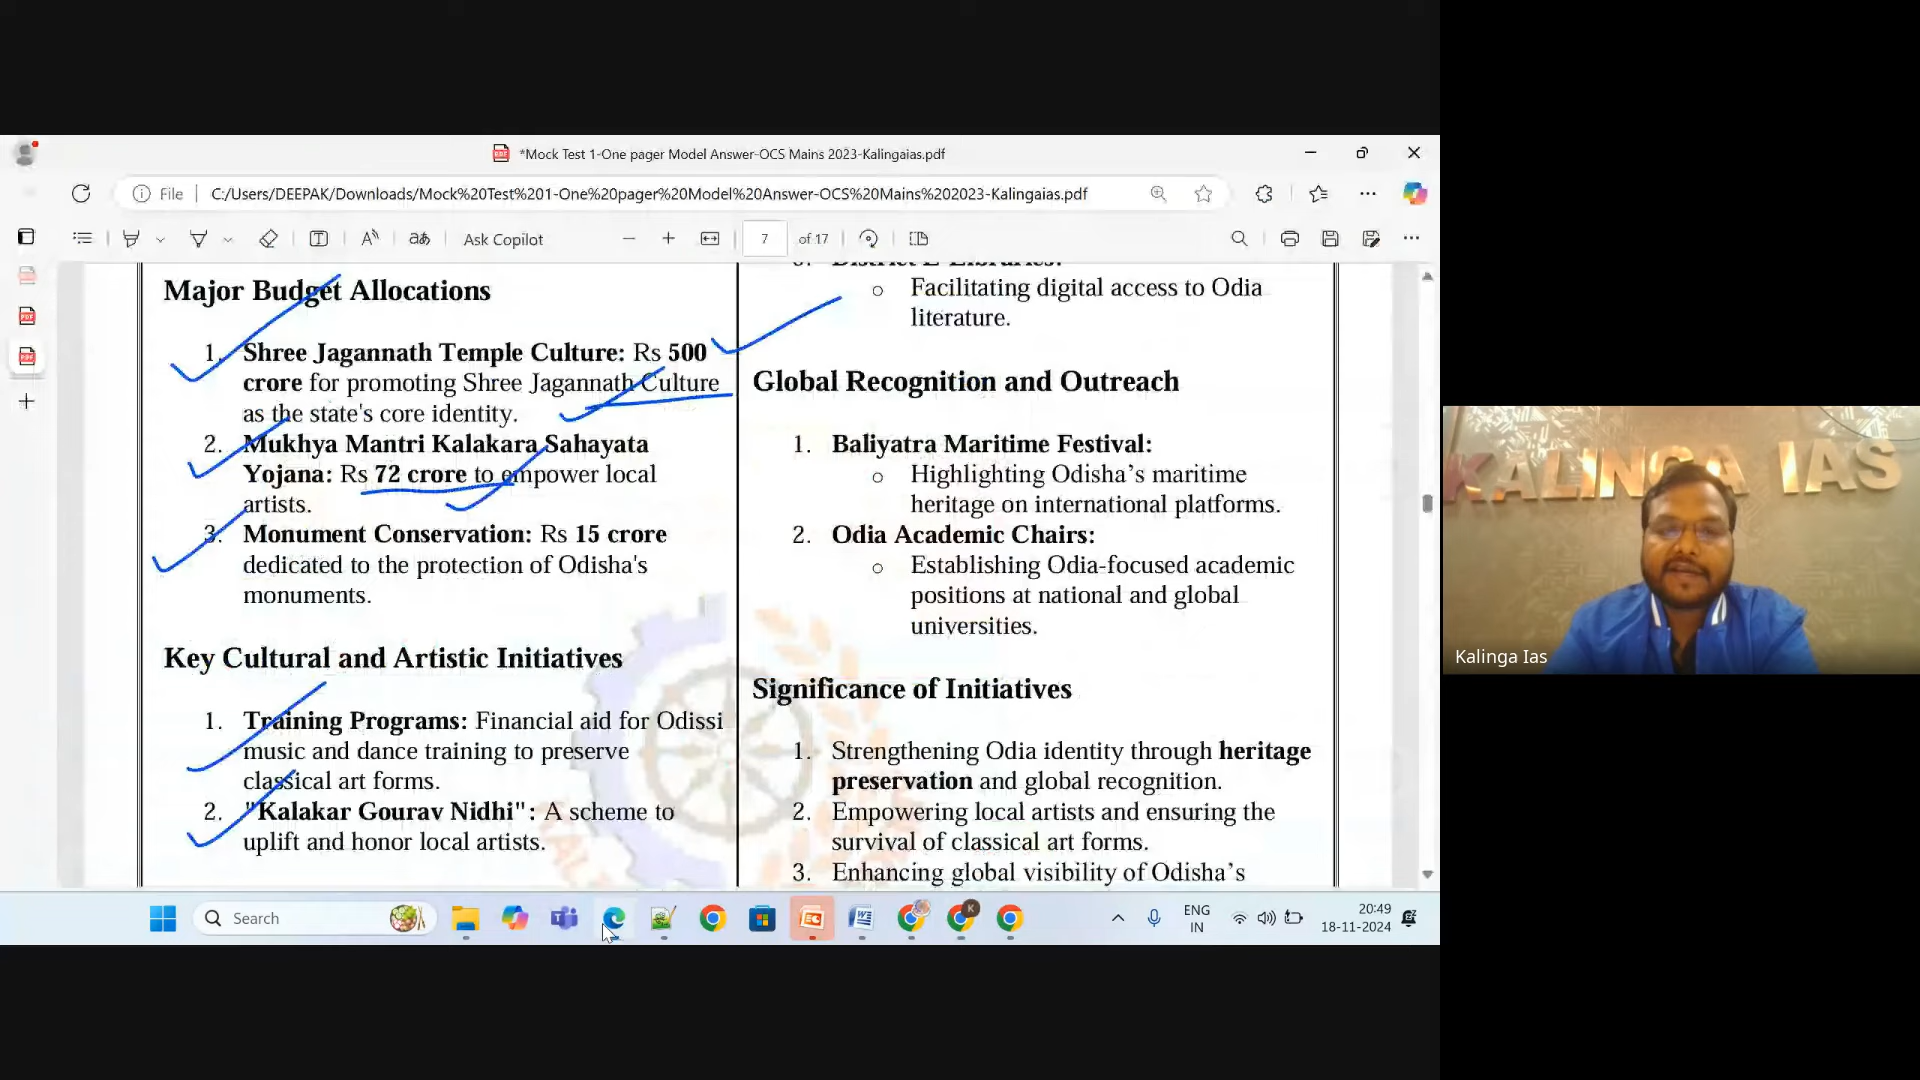 *Mock Test 1-One pager Model Answer-OCS Mains 2023-Kalingaias.pdf
File
C:/Users/DEEPAK/Downloads/Mock%20Test%201-One%20pager%20Model%20Answer-OCS%20Mains%202023-Kalingaias.pdf
Ask Copilot
7 of 17
Major Budget Allocations
1. Shree Jagannath Temple Culture: Rs 500
crore for promoting Shree Jagannath Culture
as the state's core identity.
2. Mukhya Mantri Kalakara Sahayata
Yojana: Rs 72 crore to empower local
artists.
3. Monument Conservation: Rs 15 crore
dedicated to the protection of Odisha's
monuments.
Key Cultural and Artistic Initiatives
1. Training Programs: Financial aid for Odissi
music and dance training to preserve
classical art forms.
2. "Kalakar Gourav Nidhi": A scheme to
uplift and honor local artists.
District E-Libraries:
o Facilitating digital access to Odia
literature.
Global Recognition and Outreach
1. Baliyatra Maritime Festival:
o Highlighting Odisha’s maritime
heritage on international platforms.
2. Odia Academic Chairs:
o Establishing Odia-focused academic
positions at national and global
universities.
Significance of Initiatives
1. Strengthening Odia identity through heritage
preservation and global recognition.
2. Empowering local artists and ensuring the
survival of classical art forms.
3. Enhancing global visibility of Odisha’s
KALINGA IAS
Kalinga Ias
Search
ENG
IN
20:49
18-11-2024